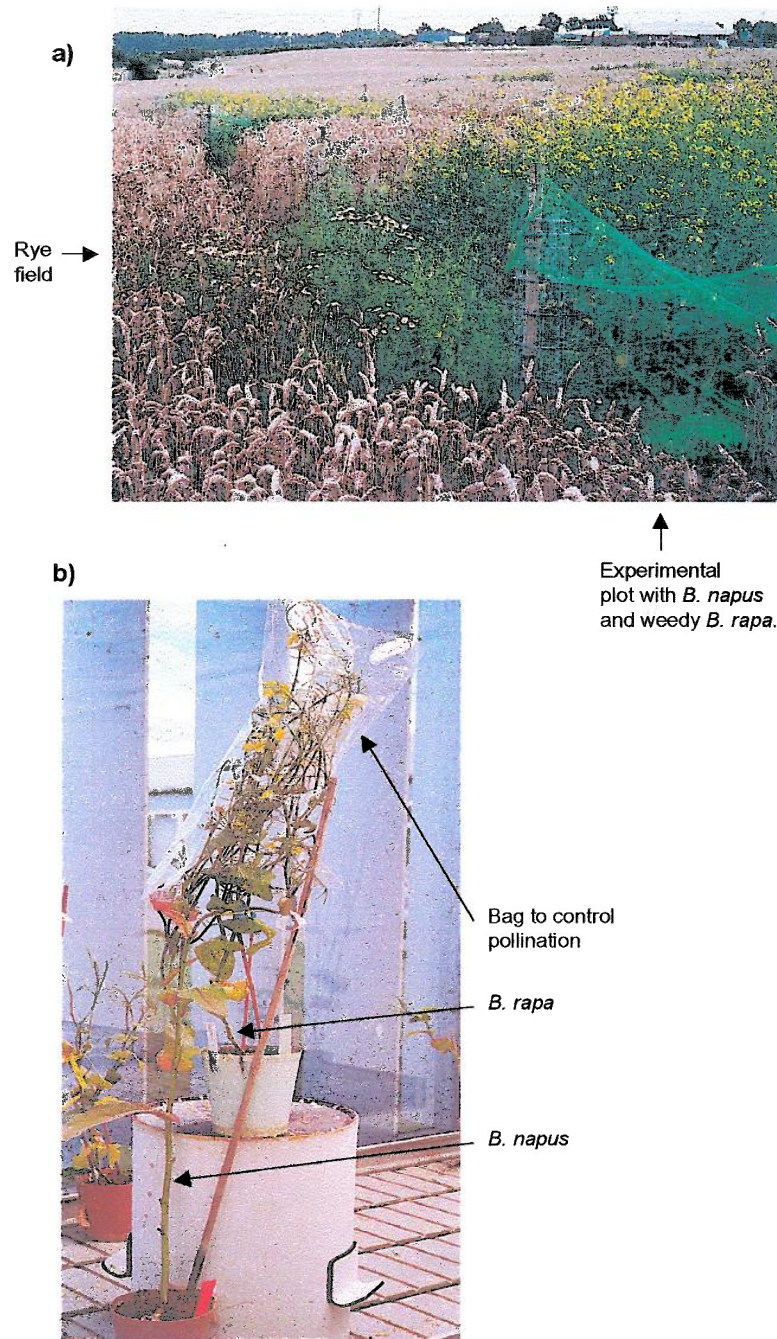 a)
Rye
field
Experimental
plot with B. napus
and weedy B. rapa.
b)
Bag to control
pollination
B. rapa
B. napus